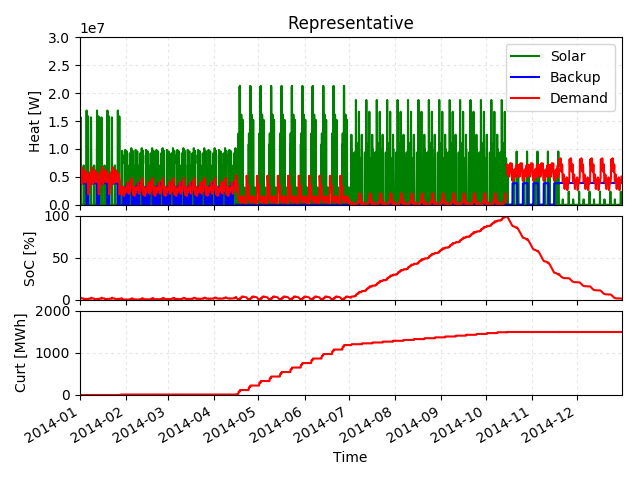 Representative
1e7
3.0
2.5
2.0
1.5
1.0
0.5
0.0
Heat [W]
Solar
Backup
Demand
100
50
0
SoC [%]
2000
1000
0
Curt [MWh]
2014-01
2014-02
2014-03
2014-04
2014-05
2014-06
2014-07
2014-08
2014-09
2014-10
2014-11
2014-12
Time